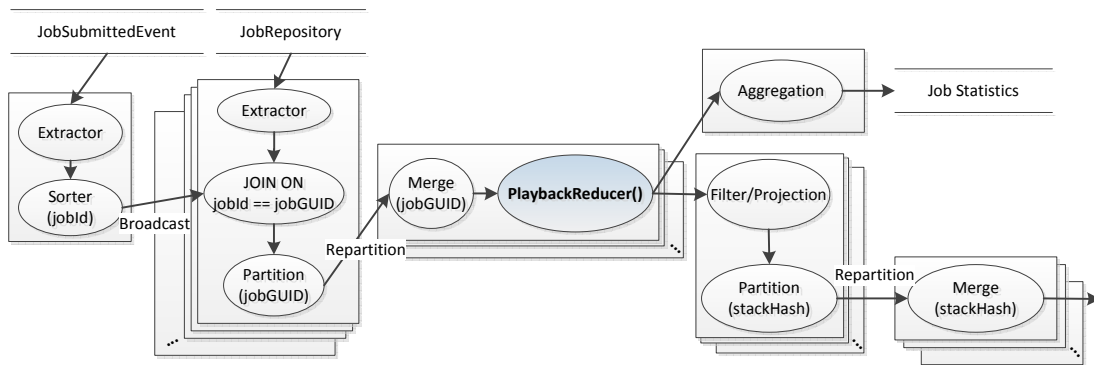 JobSubmittedEvent
JobRepository
Extractor
Sorter
(jobId)
Broadcast
Extractor
JOIN ON
jobId == jobGUID
Partition
(jobGUID)
Repartition
Merge
(jobGUID)
PlaybackReducer()
Aggregation
Job Statistics
Filter/Projection
Partition
(stackHash)
Repartition
Merge
(stackHash)